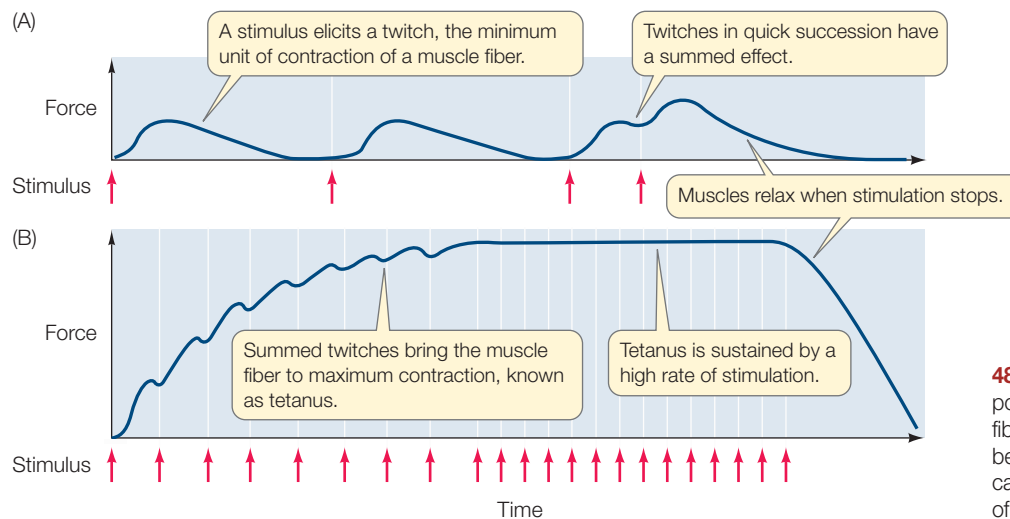 (A)
A stimulus elicits a twitch, the minimum
unit of contraction of a muscle fiber.
Twitches in quick succession have
a summed effect.
Force
Stimulus
Muscles relax when stimulation stops.
(B)
Force
Summed twitches bring the muscle
fiber to maximum contraction, known
as tetanus.
Tetanus is sustained by a
high rate of stimulation.
Stimulus
Time
48
po
fib
be
ca
of